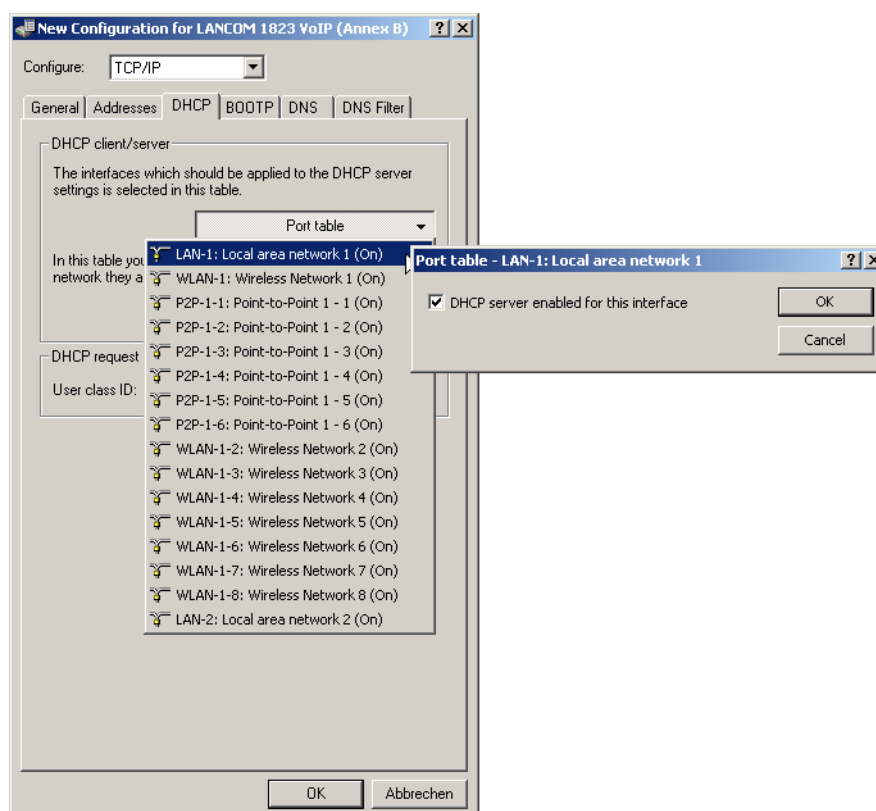 New Configuration for LANCOM 1823 VoIP (Annex B)
Configure: TCP/IP
General Addresses DHCP BOOTP DNS DNS Filter
DHCP client/server
The interfaces which should be applied to the DHCP server
settings is selected in this table.
Port table
In this table you
network they a
LAN-1: Local area network 1 (On)
WLAN-1: Wireless Network 1 (On)
P2P-1-1: Point-to-Point 1 - 1 (On)
P2P-1-2: Point-to-Point 1 - 2 (On)
P2P-1-3: Point-to-Point 1 - 3 (On)
P2P-1-4: Point-to-Point 1 - 4 (On)
P2P-1-5: Point-to-Point 1 - 5 (On)
P2P-1-6: Point-to-Point 1 - 6 (On)
WLAN-1-2: Wireless Network 2 (On)
WLAN-1-3: Wireless Network 3 (On)
WLAN-1-4: Wireless Network 4 (On)
WLAN-1-5: Wireless Network 5 (On)
WLAN-1-6: Wireless Network 6 (On)
WLAN-1-7: Wireless Network 7 (On)
WLAN-1-8: Wireless Network 8 (On)
LAN-2: Local area network 2 (On)
DHCP request
User class ID:
Port table - LAN-1: Local area network 1
DHCP server enabled for this interface
OK
Cancel
OK
Abbrechen